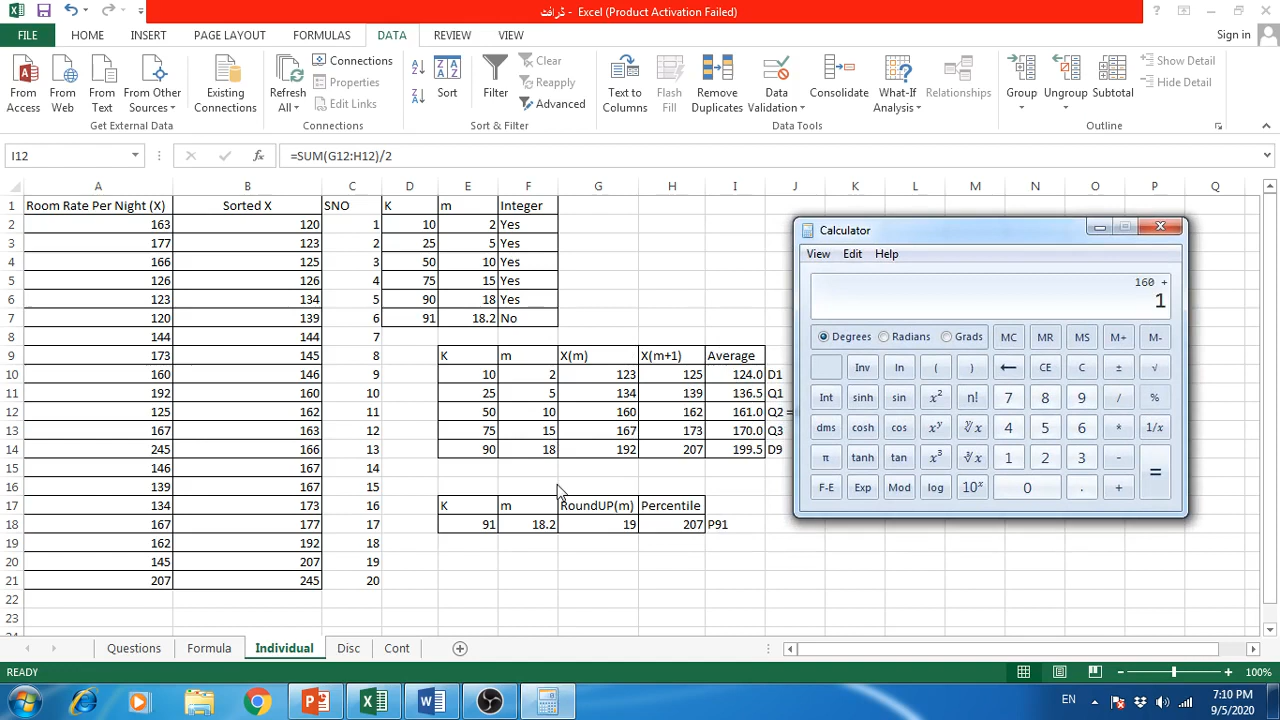 ڈرافٹ - Excel (Product Activation Failed)
FILE HOME INSERT PAGE LAYOUT FORMULAS DATA REVIEW VIEW Sign in
From Access From Web From Text From Other Sources Existing Connections Refresh All Connections Properties Edit Links Sort Filter Clear Reapply Advanced Text to Columns Flash Fill Remove Duplicates Data Validation Consolidate What-If Analysis Relationships Group Ungroup Subtotal Show Detail Hide Detail
Get External Data Connections Sort & Filter Data Tools Outline
I12 fx =SUM(G12:H12)/2
A B C D E F G H I J K L M N O P Q
1 Room Rate Per Night (X) Sorted X SNO K m Integer
2 163 120 1 10 2 Yes
3 177 123 2 25 5 Yes
4 166 125 3 50 10 Yes
5 126 126 4 75 15 Yes
6 123 134 5 90 18 Yes
7 120 139 6 91 18.2 No
8 144 144 7
9 173 145 8 K m X(m) X(m+1) Average
10 160 146 9 10 2 123 125 124.0 D1
11 192 160 10 25 5 134 139 136.5 Q1
12 125 162 11 50 10 160 162 161.0 Q2 =
13 167 163 12 75 15 167 173 170.0 Q3
14 245 166 13 90 18 192 207 199.5 D9
15 146 167 14
16 139 167 15
17 134 173 16 K m RoundUP(m) Percentile
18 167 177 17 91 18.2 19 207 P91
19 162 192 18
20 145 207 19
21 207 245 20
22
23
Calculator
View Edit Help
160 +
1
Degrees Radians Grads MC MR MS M+ M-
Inv ln ( ) ← CE C ± √
Int sinh sin x² n! 7 8 9 / %
dms cosh cos xʸ ʸ√x 4 5 6 * 1/x
π tanh tan x³ ³√x 1 2 3 - =
F-E Exp Mod log 10ˣ 0 . +
Questions Formula Individual Disc Cont
READY 100%
EN 7:10 PM
9/5/2020